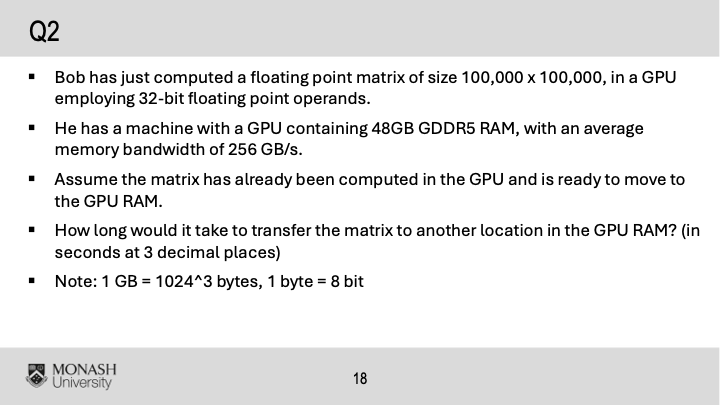 Q2
▪ Bob has just computed a floating point matrix of size 100,000 x 100,000, in a GPU
employing 32-bit floating point operands.
▪ He has a machine with a GPU containing 48GB GDDR5 RAM, with an average
memory bandwidth of 256 GB/s.
▪ Assume the matrix has already been computed in the GPU and is ready to move to
the GPU RAM.
▪ How long would it take to transfer the matrix to another location in the GPU RAM? (in
seconds at 3 decimal places)
▪ Note: 1 GB = 1024^3 bytes, 1 byte = 8 bit
MONASH
University
18